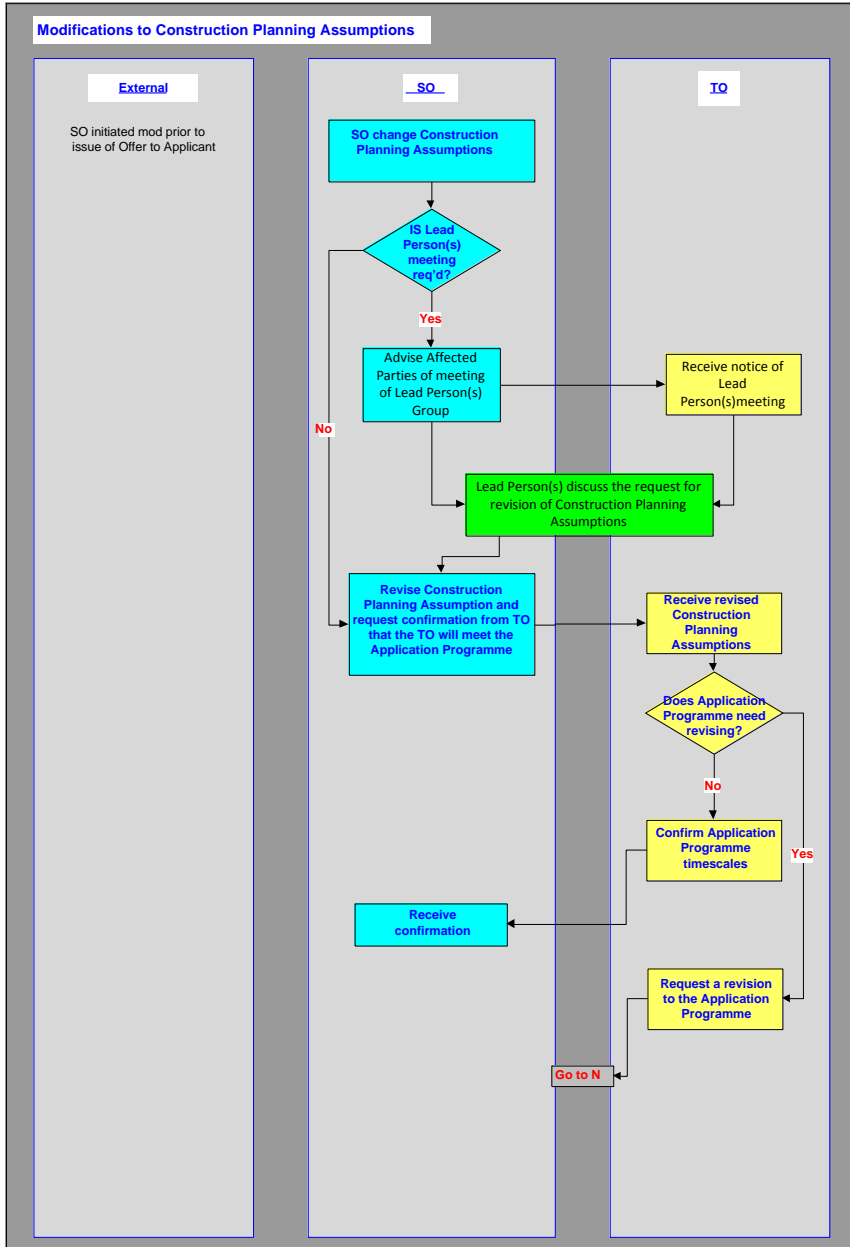 Modifications to Construction Planning Assumptions
External
SO
TO
SO initiated mod prior to
issue of Offer to Applicant
SO change Construction
Planning Assumptions
IS Lead
Person(s)
meeting
req'd?
Yes
Advise Affected
Parties of meeting
of Lead Person(s)
Group
Receive notice of
Lead
Person(s)meeting
No
Lead Person(s) discuss the request for
revision of Construction Planning
Assumptions
Revise Construction
Planning Assumption and
request confirmation from TO
that the TO will meet the
Application Programme
Receive revised
Construction
Planning
Assumptions
Does Application
Programme need
revising?
No
Confirm Application
Programme
timescales
Yes
Receive
confirmation
Request a revision
to the Application
Programme
Go to N